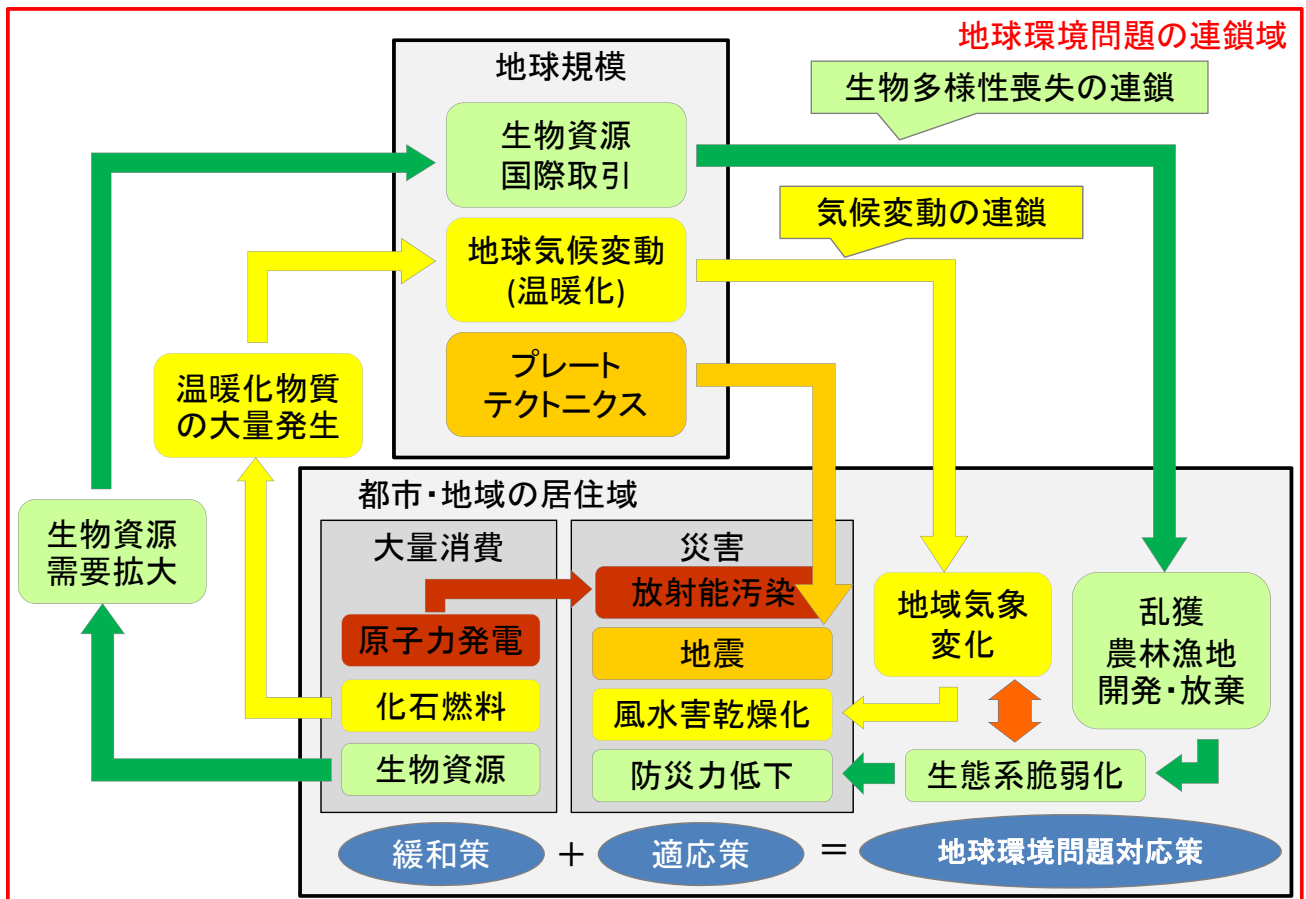 地球環境問題の連鎖域
地球規模
生物多様性喪失の連鎖
生物資源
国際取引
気候変動の連鎖
地球気候変動
(温暖化)
プレート
テクトニクス
温暖化物質
の大量発生
生物資源
需要拡大
都市・地域の居住域
大量消費
災害
原子力発電
化石燃料
生物資源
放射能汚染
地震
風水害乾燥化
防災力低下
地域気象
変化
乱獲
農林漁地
開発・放棄
生態系脆弱化
緩和策
+
適応策
=
地球環境問題対応策